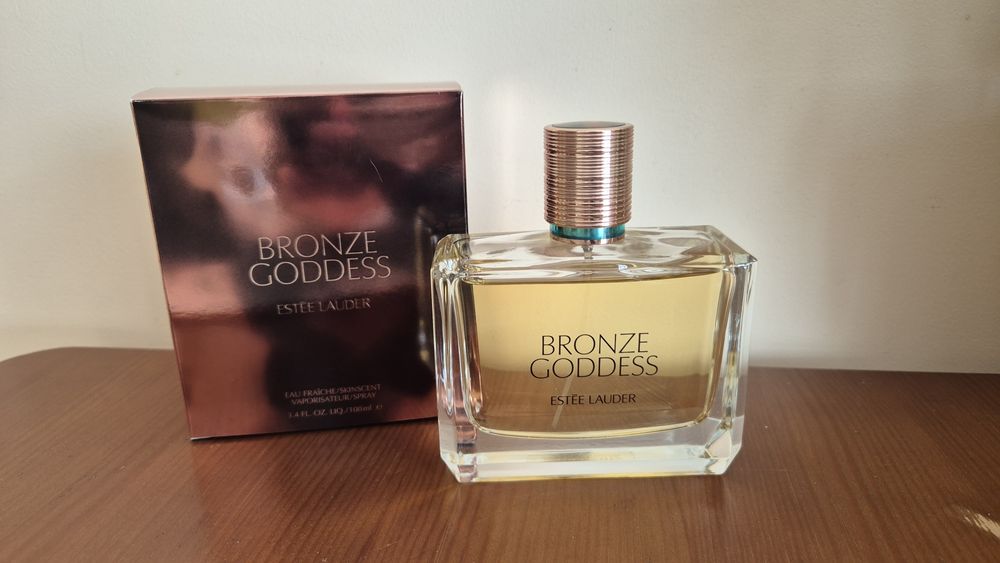 BRONZE
GODDESS
ESTĒE LAUDER
EAU FRAÎCHE/SKINSCENT
VAPORISATEUR/SPRAY
3.4 FL. OZ. LIQ./100 ml ℮
BRONZE
GODDESS
ESTĒE LAUDER